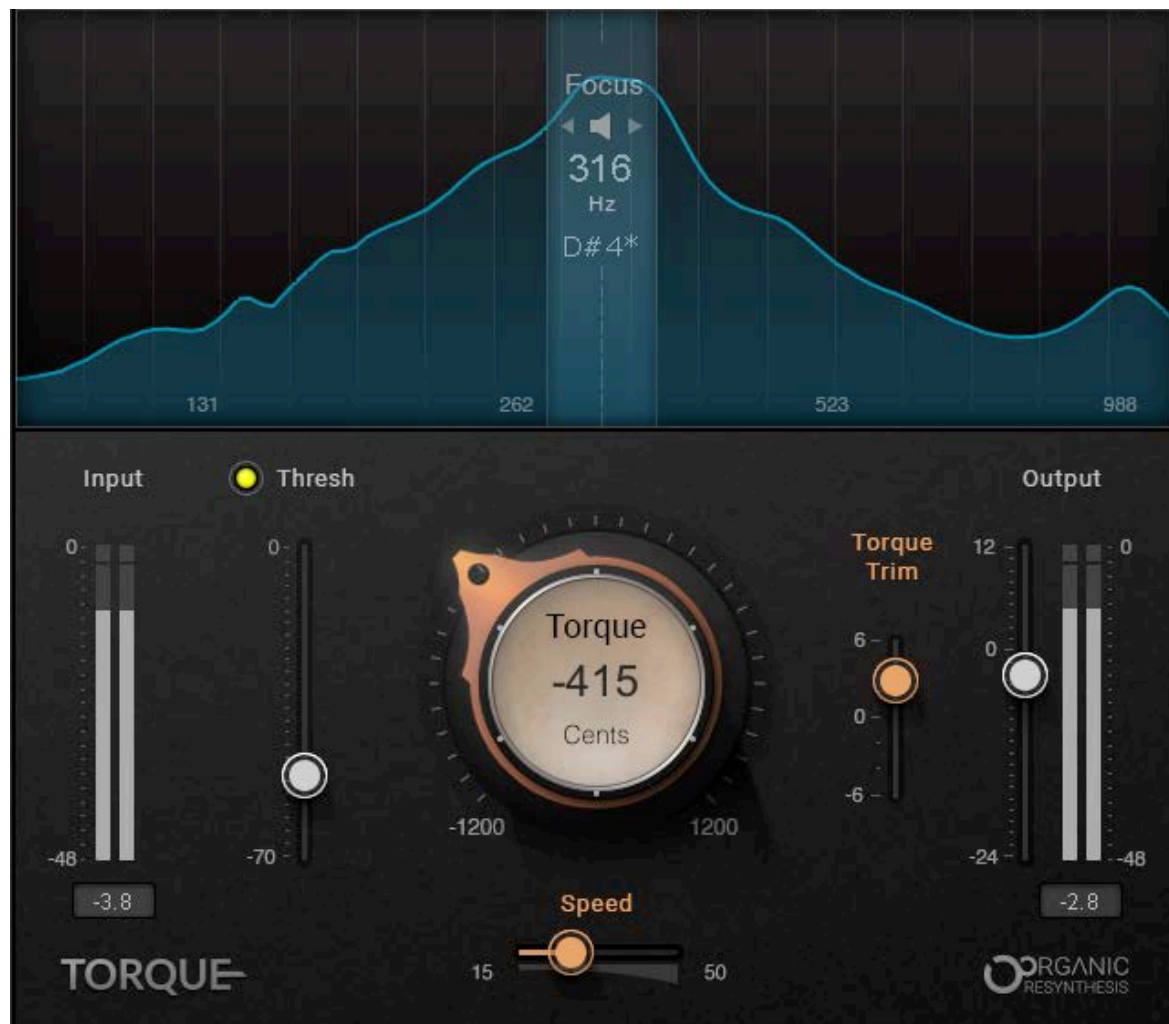 Focus
316
Hz
D#4*
131 262 523 988
Input Thresh Output
Torque
Trim
0 0 12 0
6
0
Torque
-415
Cents
0
-6
-1200 1200
-48 -70 -24 -48
-3.8 -2.8
Speed
15 50
TORQUE
ORGANIC
RESYNTHESIS